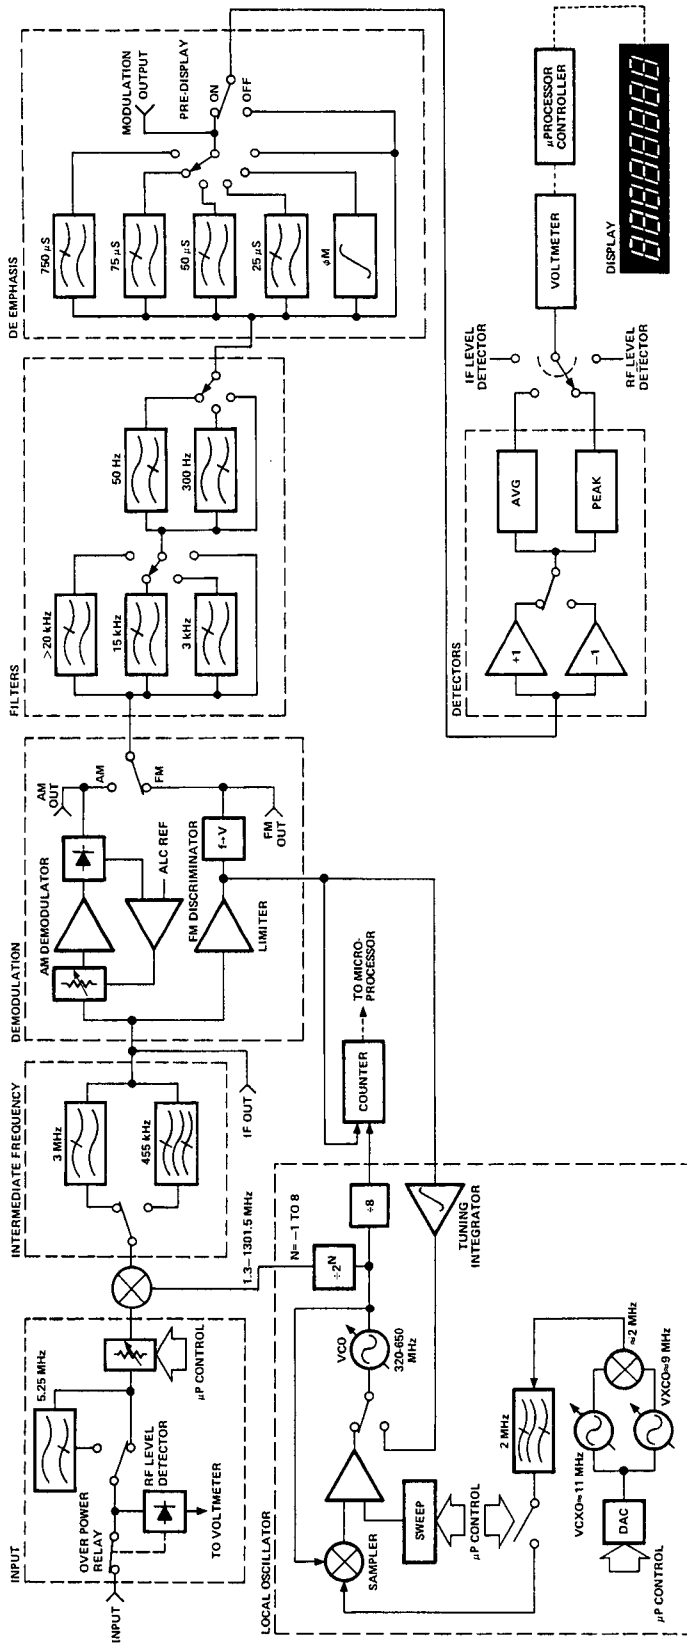 INPUT
INPUT
OVER POWER
RELAY
5.25 MHz
RF LEVEL
DETECTOR
TO VOLTMETER
μP CONTROL
INTERMEDIATE FREQUENCY
3 MHz
455 kHz
IF OUT
1.3–1301.5 MHz
DEMODULATION
AM DEMODULATOR
AM
OUT
AM
FM
ALC REF
FM DISCRIMINATOR
f→V
LIMITER
FM
OUT
FILTERS
>20 kHz
15 kHz
3 kHz
50 Hz
300 Hz
DE EMPHASIS
750 μS
75 μS
50 μS
25 μS
φM
MODULATION
OUTPUT
PRE-DISPLAY
ON
OFF
LOCAL OSCILLATOR
SAMPLER
SWEEP
μP CONTROL
VCO
320-650
MHz
÷2N
N= –1 TO 8
÷8
COUNTER
TO MICRO-
PROCESSOR
TUNING
INTEGRATOR
2 MHz
VCXO≈11 MHz
≈2 MHz
VXCO≈9 MHz
DAC
μP CONTROL
DETECTORS
+1
–1
AVG
PEAK
IF LEVEL
DETECTOR
RF LEVEL
DETECTOR
VOLTMETER
μPROCESSOR
CONTROLLER
DISPLAY
88888888